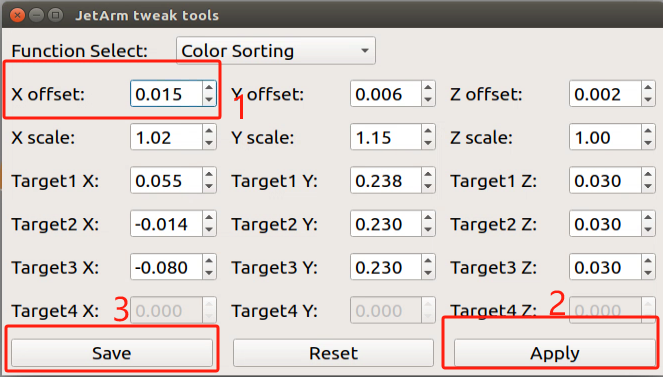 JetArm tweak tools
Function Select: Color Sorting
X offset: 0.015 1 Y offset: 0.006 Z offset: 0.002
X scale: 1.02 Y scale: 1.15 Z scale: 1.00
Target1 X: 0.055 Target1 Y: 0.238 Target1 Z: 0.030
Target2 X: -0.014 Target2 Y: 0.230 Target2 Z: 0.030
Target3 X: -0.080 Target3 Y: 0.230 Target3 Z: 0.030
Target4 X: 3 0.000 Target4 Y: 0.000 Target4 Z: 2 0.000
Save Reset Apply